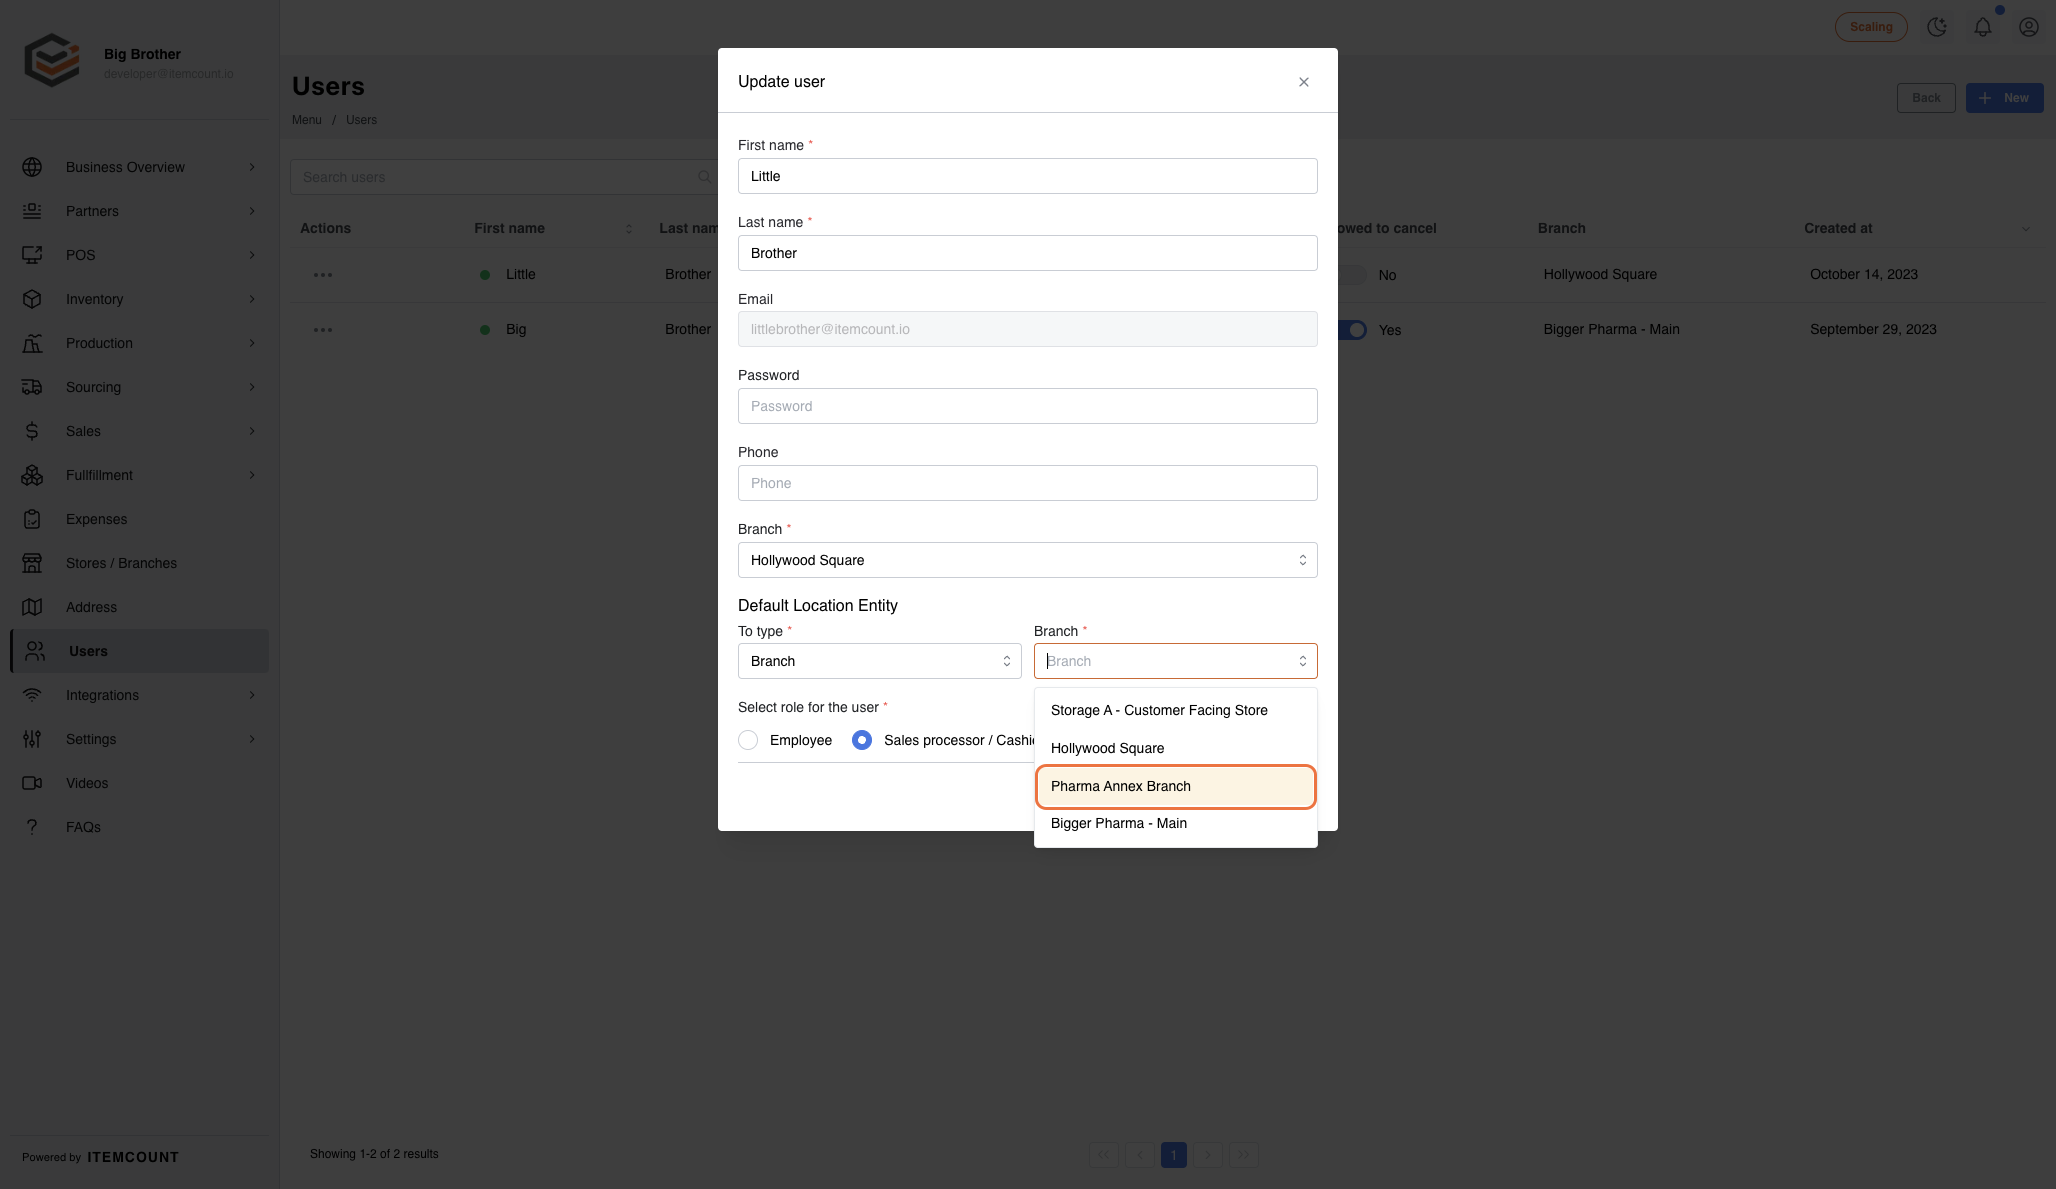 Big Brother
developer@itemcount.io
Business Overview
Partners
POS
Inventory
Production
Sourcing
Sales
Fullfillment
Expenses
Stores / Branches
Address
Users
Integrations
Settings
Videos
FAQs
Powered by ITEMCOUNT
Scaling
Users
Menu / Users
Back
+ New
Search users
Actions First name Last nam owed to cancel Branch Created at
Little Brother No Hollywood Square October 14, 2023
Big Brother Yes Bigger Pharma - Main September 29, 2023
Showing 1-2 of 2 results
<< < 1 > >>
Update user
First name *
Little
Last name *
Brother
Email
littlebrother@itemcount.io
Password
Password
Phone
Phone
Branch *
Hollywood Square
Default Location Entity
To type * Branch *
Branch Branch
Select role for the user *
Employee Sales processor / Cashie
Storage A - Customer Facing Store
Hollywood Square
Pharma Annex Branch
Bigger Pharma - Main